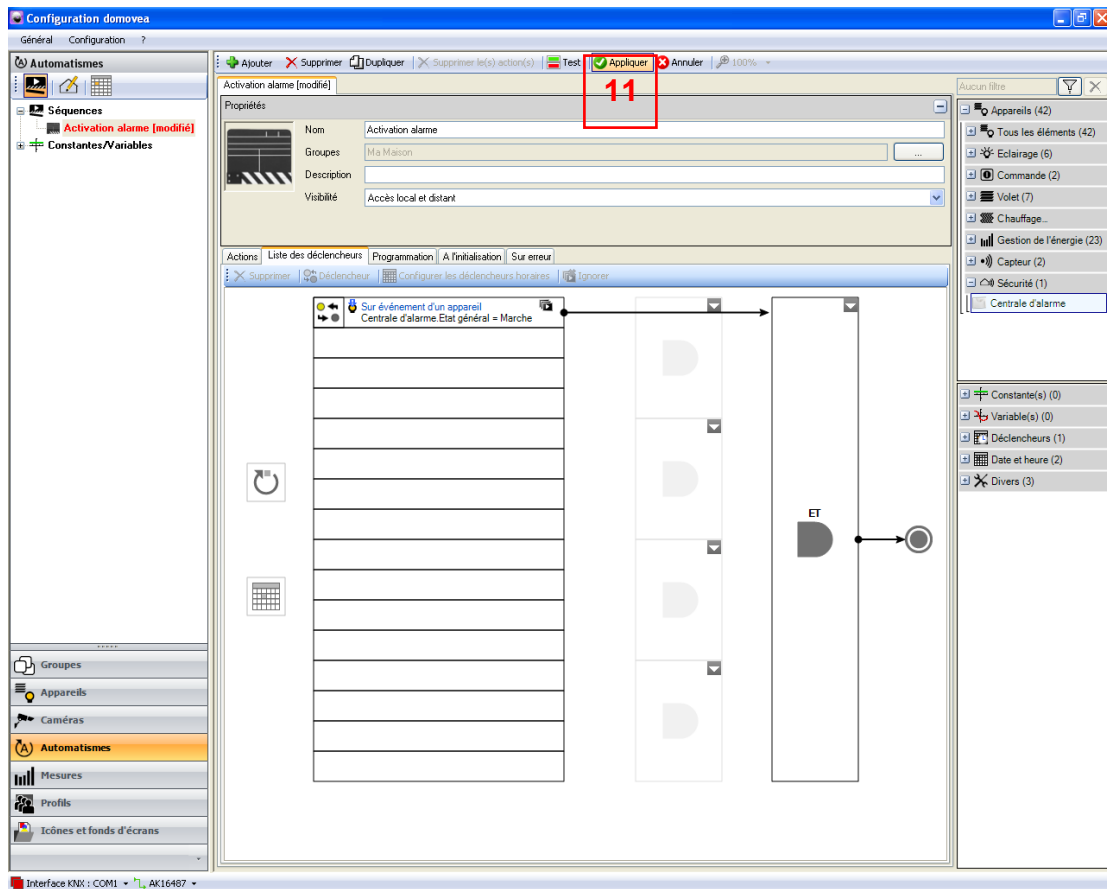 Configuration domovea
Général Configuration ?
Automatismes
Séquences
Activation alarme [modifié]
Constantes/Variables
Groupes
Appareils
Caméras
Automatismes
Mesures
Profils
Icônes et fonds d'écrans
Ajouter Supprimer Dupliquer Supprimer le(s) action(s) Test Appliquer Annuler 100%
11
Activation alarme [modifié]
Propriétés
Nom Activation alarme
Groupes Ma Maison ...
Description
Visibilité Accès local et distant
Actions Liste des déclencheurs Programmation A l'initialisation Sur erreur
Supprimer Déclencheur Configurer les déclencheurs horaires Ignorer
Sur événement d'un appareil
Centrale d'alarme.Etat général = Marche
ET
Aucun filtre
Appareils (42)
Tous les éléments (42)
Eclairage (6)
Commande (2)
Volet (7)
Chauffage...
Gestion de l'énergie (23)
Capteur (2)
Sécurité (1)
Centrale d'alarme
Constante(s) (0)
Variable(s) (0)
Déclencheurs (1)
Date et heure (2)
Divers (3)
Interface KNX : COM1 AK16487